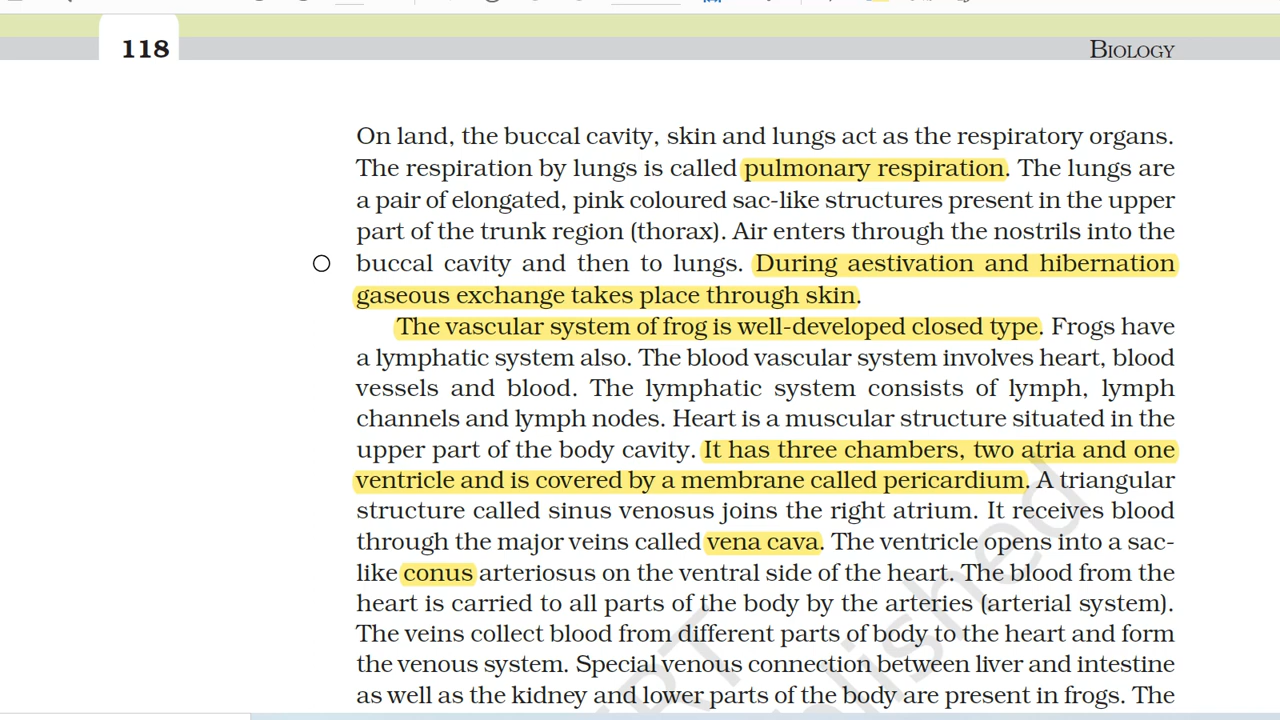 118
BIOLOGY
On land, the buccal cavity, skin and lungs act as the respiratory organs.
The respiration by lungs is called pulmonary respiration. The lungs are
a pair of elongated, pink coloured sac-like structures present in the upper
part of the trunk region (thorax). Air enters through the nostrils into the
buccal cavity and then to lungs. During aestivation and hibernation
gaseous exchange takes place through skin.
The vascular system of frog is well-developed closed type. Frogs have
a lymphatic system also. The blood vascular system involves heart, blood
vessels and blood. The lymphatic system consists of lymph, lymph
channels and lymph nodes. Heart is a muscular structure situated in the
upper part of the body cavity. It has three chambers, two atria and one
ventricle and is covered by a membrane called pericardium. A triangular
structure called sinus venosus joins the right atrium. It receives blood
through the major veins called vena cava. The ventricle opens into a sac-
like conus arteriosus on the ventral side of the heart. The blood from the
heart is carried to all parts of the body by the arteries (arterial system).
The veins collect blood from different parts of body to the heart and form
the venous system. Special venous connection between liver and intestine
as well as the kidney and lower parts of the body are present in frogs. The